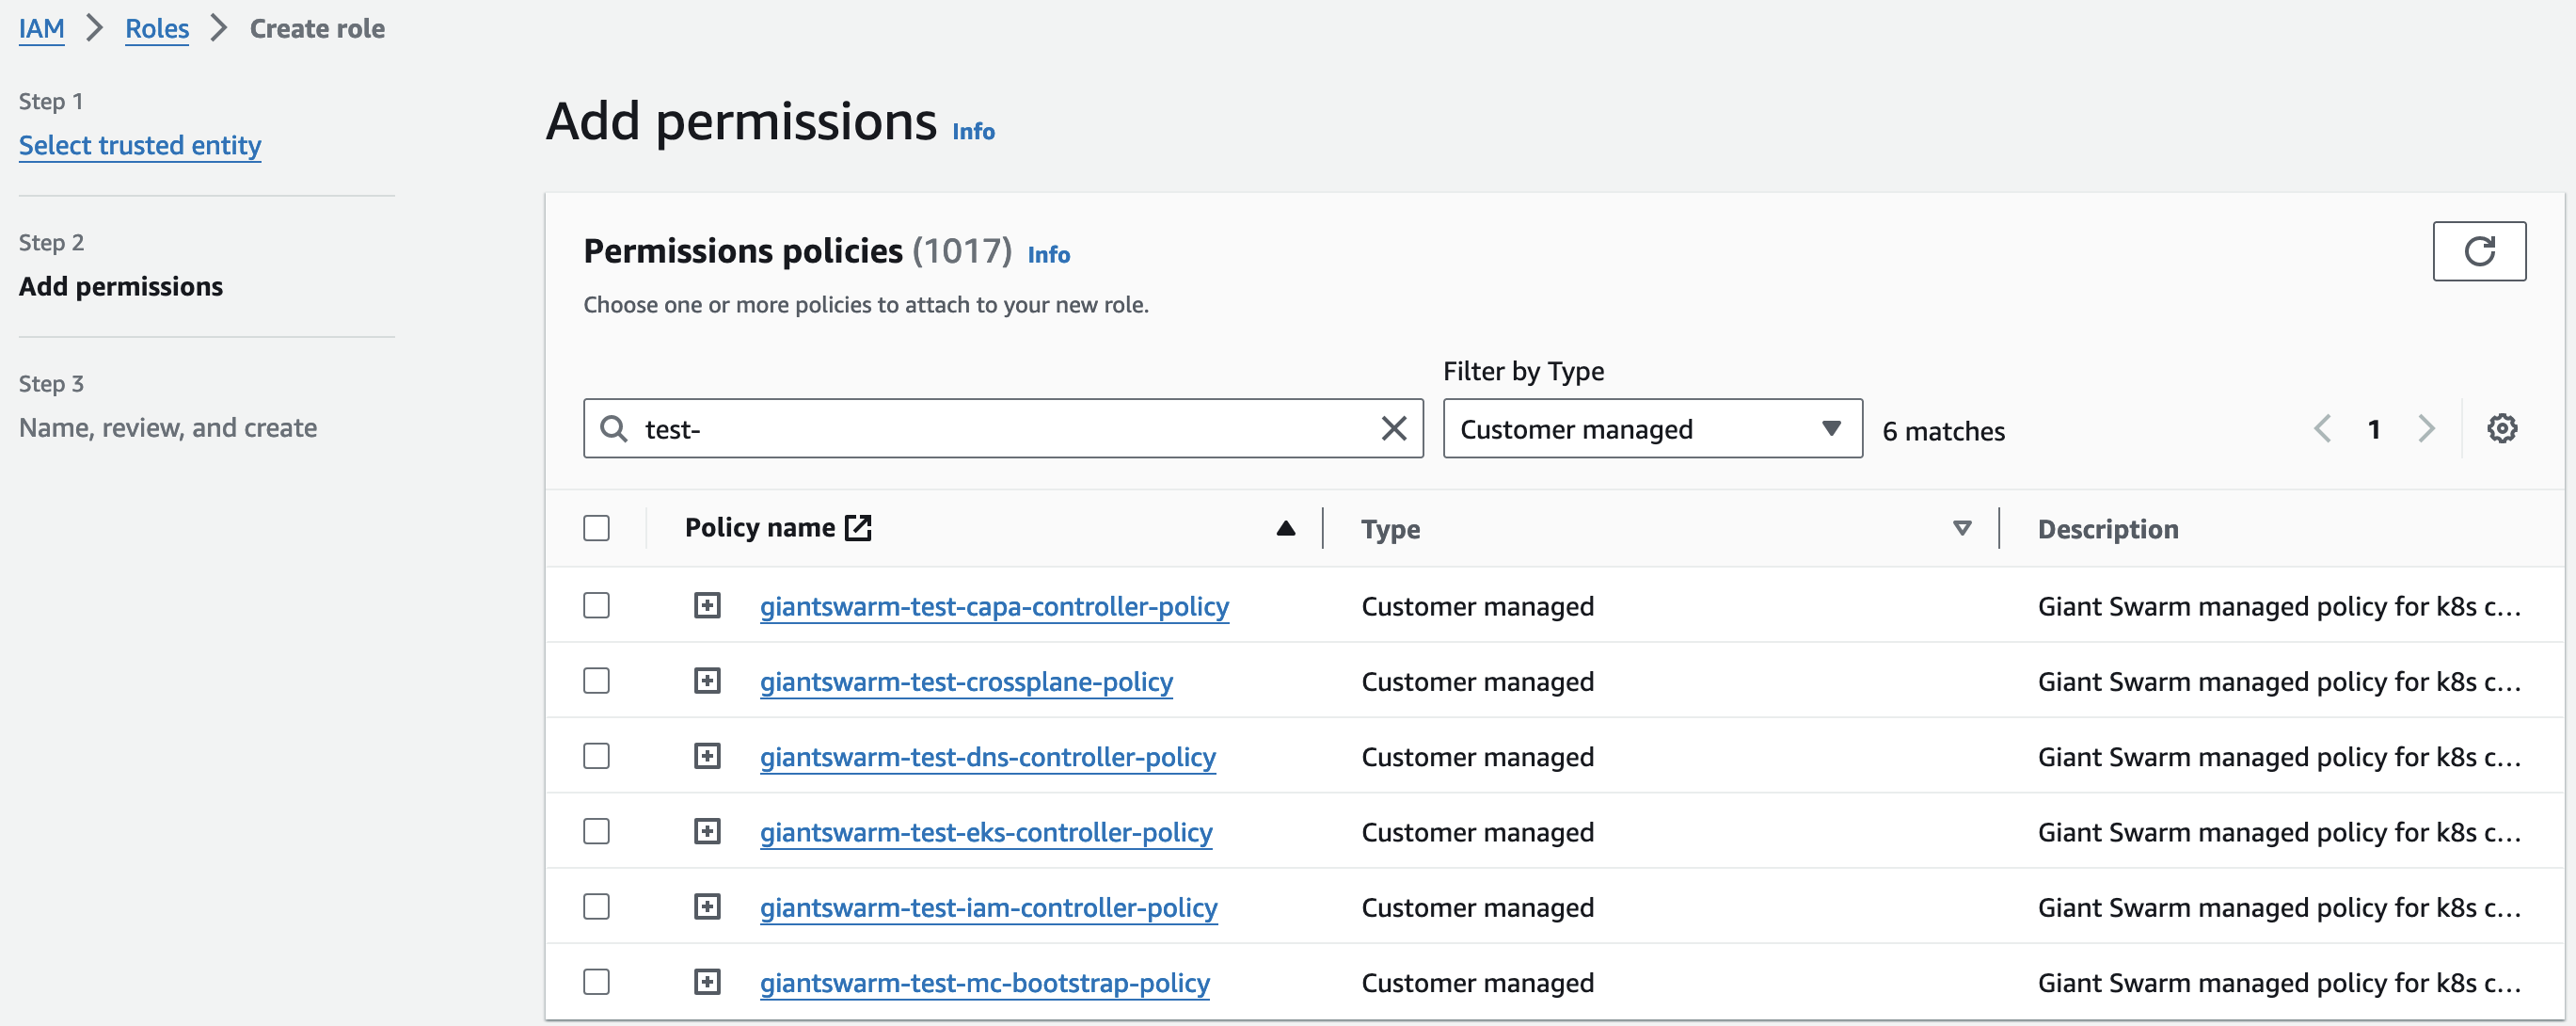 IAM > Roles > Create role
Step 1
Select trusted entity
Step 2
Add permissions
Step 3
Name, review, and create
Add permissions Info
Permissions policies (1017) Info
Choose one or more policies to attach to your new role.
Filter by Type
test- Customer managed 6 matches 1
Policy name Type Description
giantswarm-test-capa-controller-policy Customer managed Giant Swarm managed policy for k8s c...
giantswarm-test-crossplane-policy Customer managed Giant Swarm managed policy for k8s c...
giantswarm-test-dns-controller-policy Customer managed Giant Swarm managed policy for k8s c...
giantswarm-test-eks-controller-policy Customer managed Giant Swarm managed policy for k8s c...
giantswarm-test-iam-controller-policy Customer managed Giant Swarm managed policy for k8s c...
giantswarm-test-mc-bootstrap-policy Customer managed Giant Swarm managed policy for k8s c...